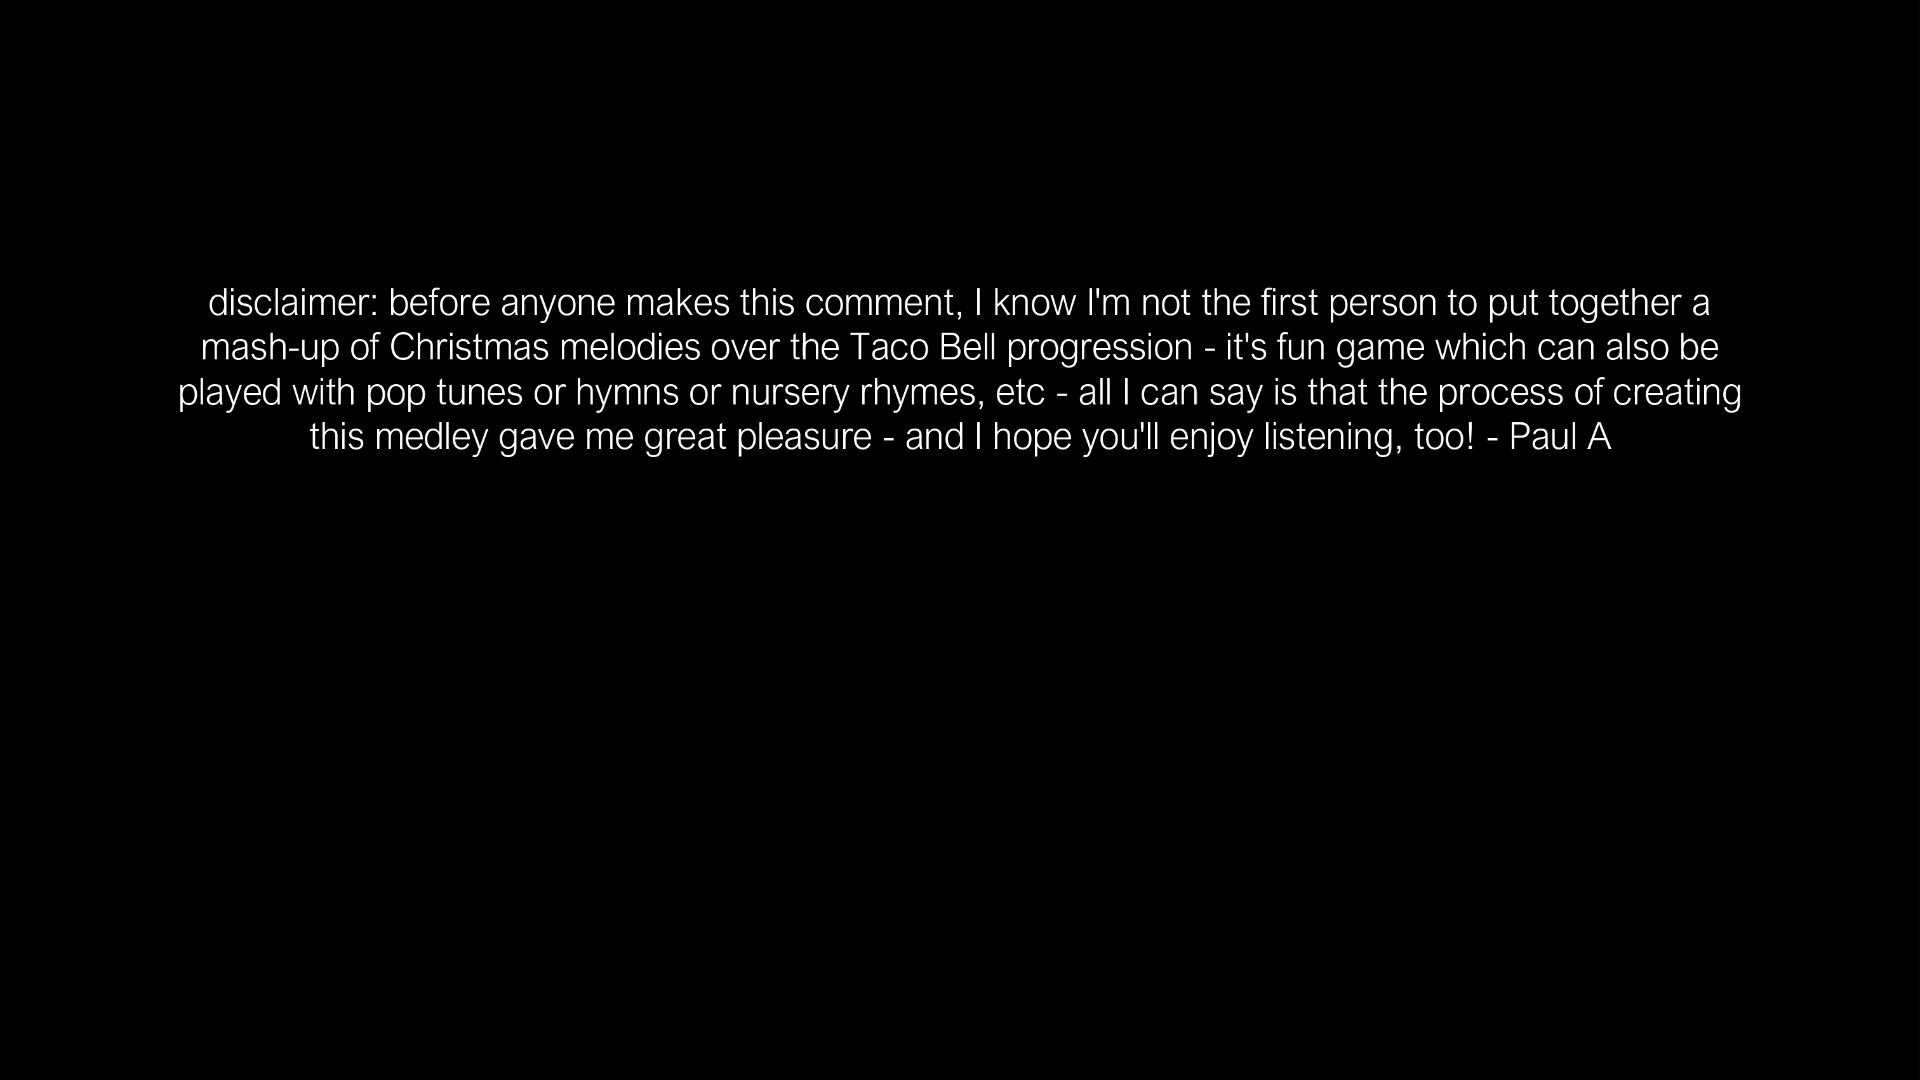 disclaimer: before anyone makes this comment, I know I'm not the first person to put together a
mash-up of Christmas melodies over the Taco Bell progression - it's fun game which can also be
played with pop tunes or hymns or nursery rhymes, etc - all I can say is that the process of creating
this medley gave me great pleasure - and I hope you'll enjoy listening, too! - Paul A